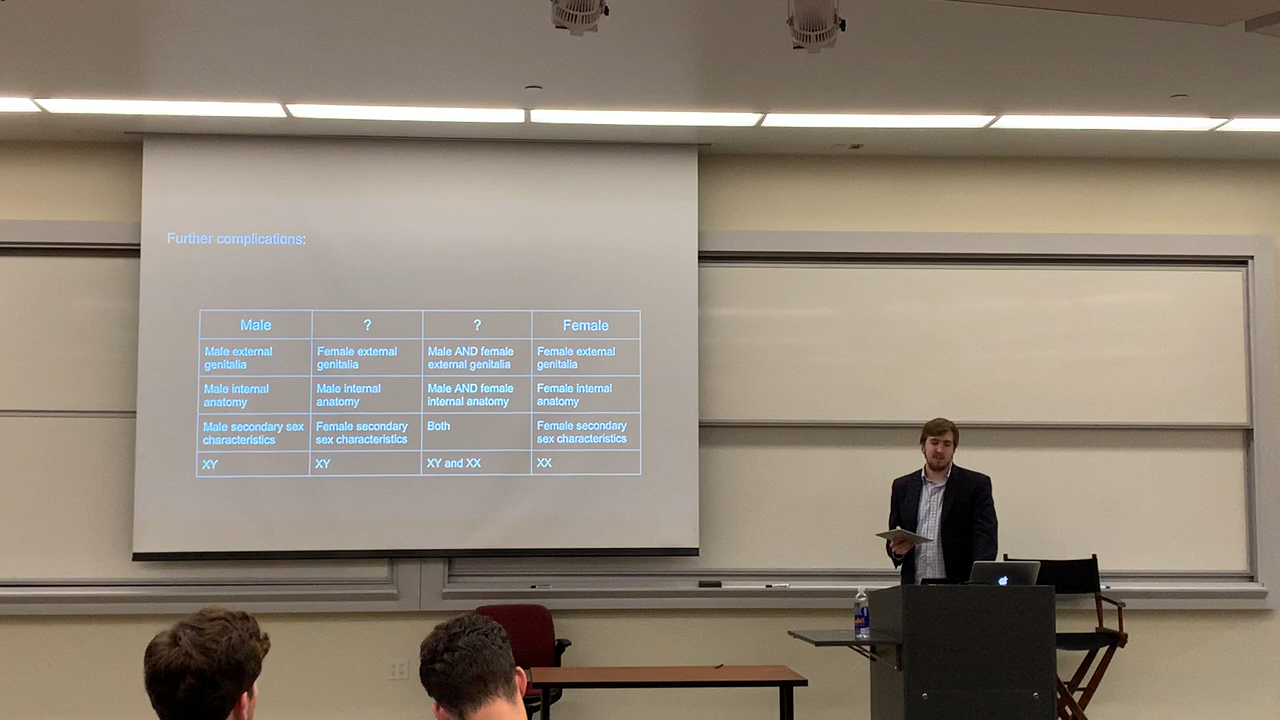 Further complications:
Male ? ? Female
Male external genitalia Female external genitalia Male AND female external genitalia Female external genitalia
Male internal anatomy Male internal anatomy Male AND female internal anatomy Female internal anatomy
Male secondary sex characteristics Female secondary sex characteristics Both Female secondary sex characteristics
XY XY XY and XX XX